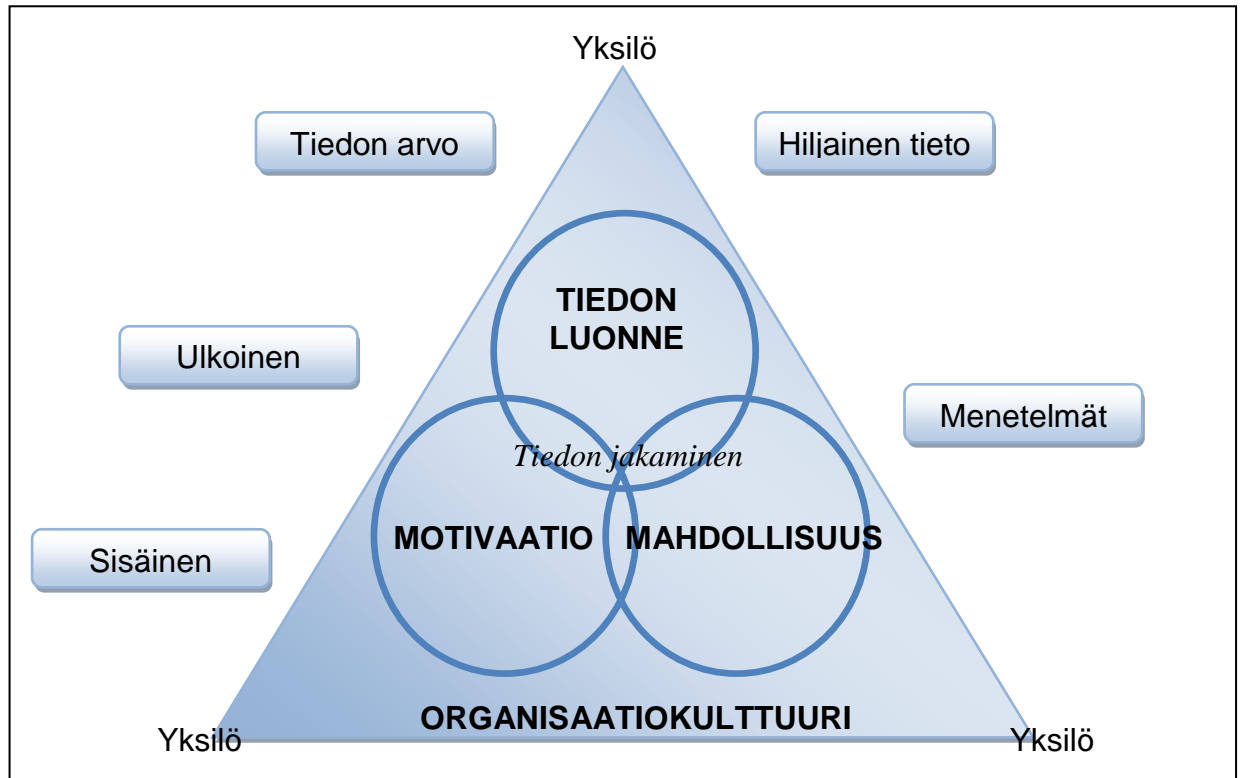 Yksilö
Tiedon arvo
Hiljainen tieto
TIEDON
LUONNE
Ulkoinen
Menetelmät
Tiedon jakaminen
MOTIVAATIO
MAHDOLLISUUS
Sisäinen
ORGANISAATIOKULTTUURI
Yksilö
Yksilö